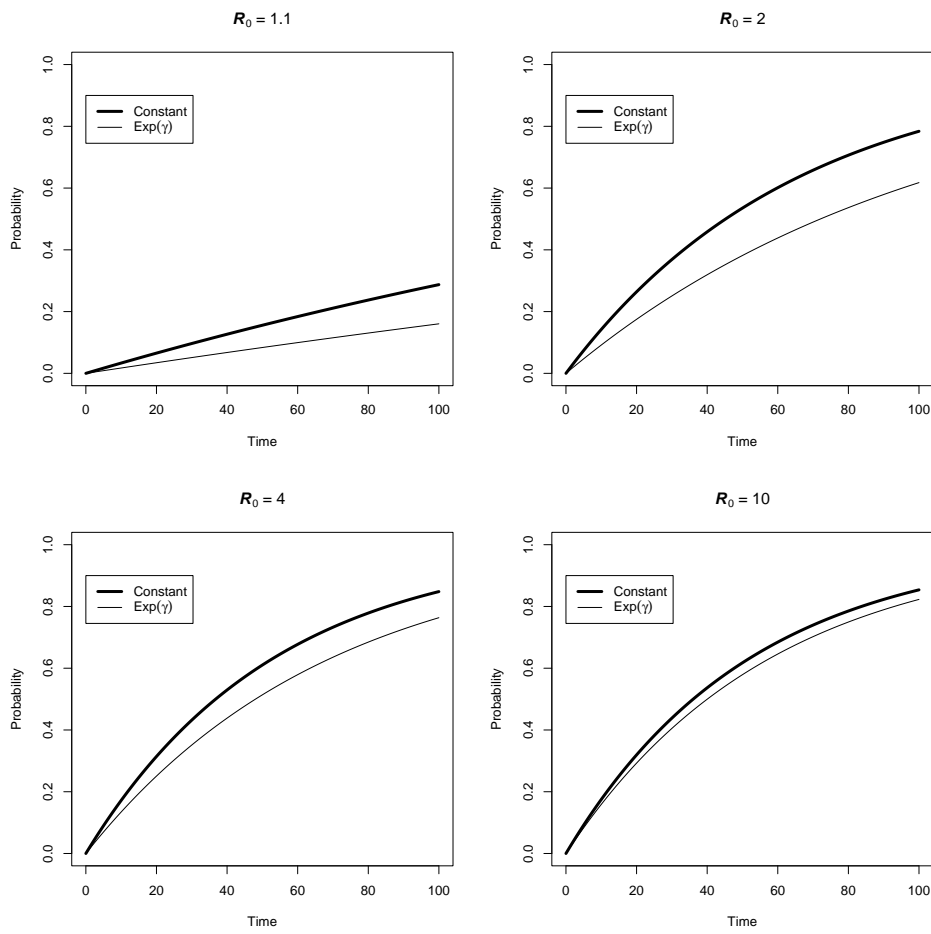 R0 = 1.1
1.0
0.8
0.6
0.4
0.2
0.0
Probability
Constant
Exp(γ)
0 20 40 60 80 100
Time
R0 = 2
1.0
0.8
0.6
0.4
0.2
0.0
Probability
Constant
Exp(γ)
0 20 40 60 80 100
Time
R0 = 4
1.0
0.8
0.6
0.4
0.2
0.0
Probability
Constant
Exp(γ)
0 20 40 60 80 100
Time
R0 = 10
1.0
0.8
0.6
0.4
0.2
0.0
Probability
Constant
Exp(γ)
0 20 40 60 80 100
Time